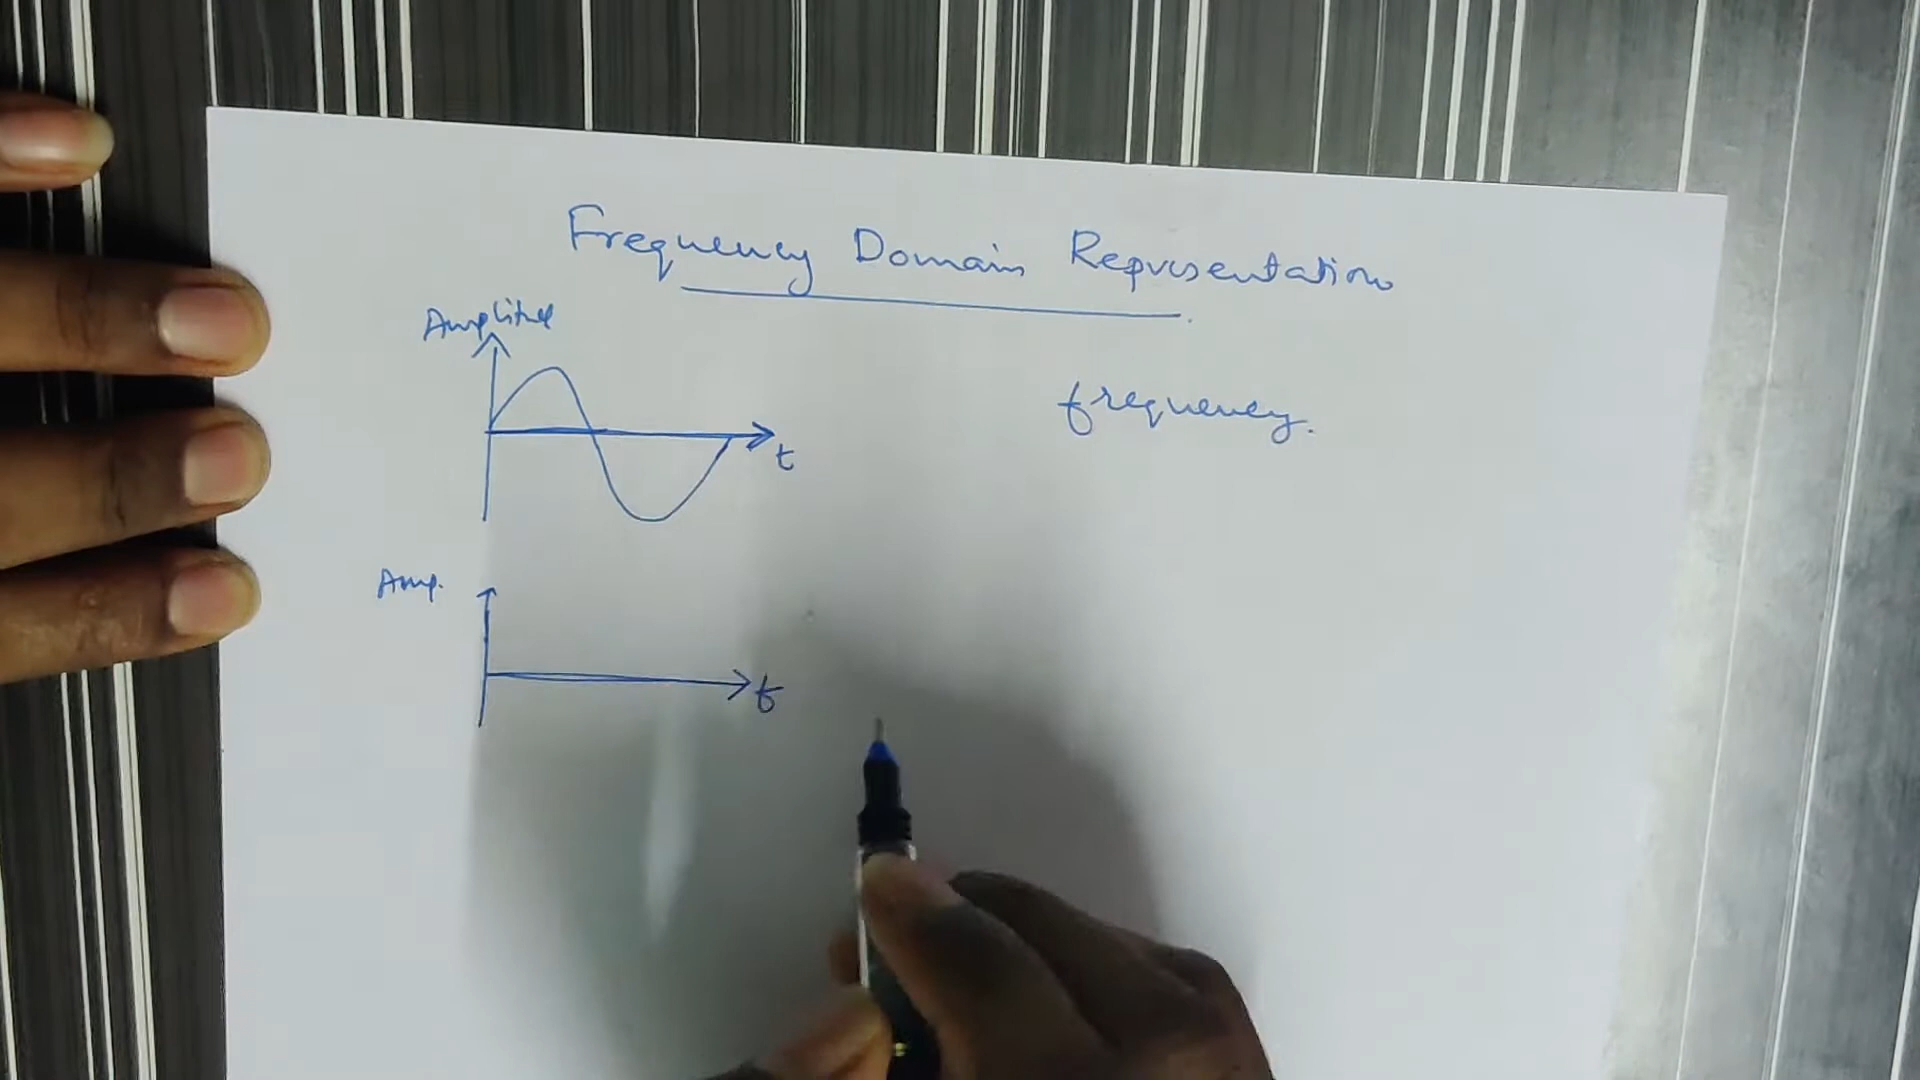 Frequency Domain Representation
Amplitude
frequency.
t
Amp.
f